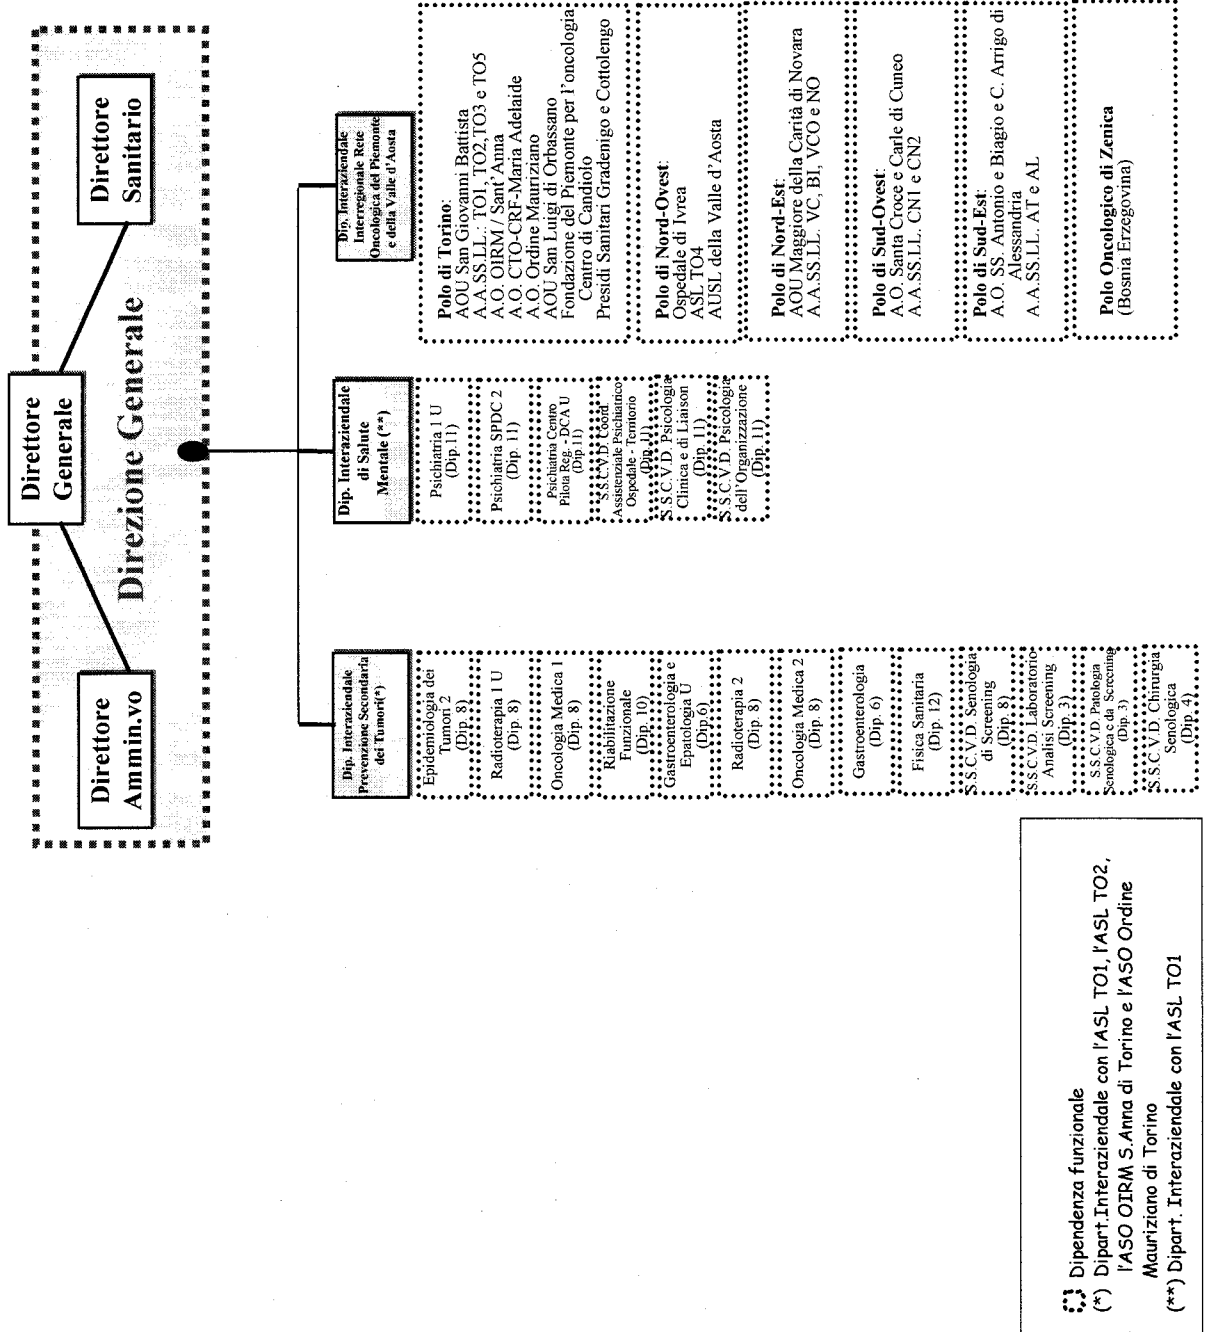 Direttore
Generale
Direttore
Ammin.vo
Direttore
Sanitario
Direzione Generale
Dip. Interaziendale
Prevenzione Secondaria
dei Tumori(*)
Epidemiologia dei
Tumori 2
(Dip. 8)
Radioterapia 1 U
(Dip. 8)
Oncologia Medica 1
(Dip. 8)
Riabilitazione
Funzionale
(Dip. 10)
Gastroenterologia e
Epatologia U
(Dip.6)
Radioterapia 2
(Dip. 8)
Oncologia Medica 2
(Dip. 8)
Gastroenterologia
(Dip. 6)
Fisica Sanitaria
(Dip. 12)
S.S.C.V.D. Senologia
di Screening
(Dip. 8)
S.S.C.V.D. Laboratorio
Analisi Screening
(Dip. 3)
S.S.C.V.D. Patologia
Senologica e da Screening
(Dip. 3)
S.S.C.V.D. Chirurgia
Senologica
(Dip. 4)
Dip. Interaziendale
di Salute
Mentale (**)
Psichiatria 1 U
(Dip.11)
Psichiatria SPDC 2
(Dip. 11)
Psichiatria Centro
Pilota Reg. - DCA U
(Dip.11)
S.S.C.V.D. Coord.
Assistenziale Psichiatrico
Ospedale - Territorio
(Dip. 11)
S.S.C.V.D. Psicologia
Clinica e di Liaison
(Dip. 11)
S.S.C.V.D. Psicologia
dell'Organizzazione
(Dip. 11)
Dip. Interaziendale
Interregionale Rete
Oncologica del Piemonte
e della Valle d'Aosta
Polo di Torino:
AOU San Giovanni Battista
A.A.SS.LL.: TO1, TO2,TO3 e TO5
A.O. OIRM / Sant'Anna
A.O. CTO-CRF-Maria Adelaide
A.O. Ordine Mauriziano
AOU San Luigi di Orbassano
Fondazione del Piemonte per l'oncologia
Centro di Candiolo
Presidi Sanitari Gradenigo e Cottolengo
Polo di Nord-Ovest:
Ospedale di Ivrea
ASL TO4
AUSL della Valle d'Aosta
Polo di Nord-Est:
AOU Maggiore della Carità di Novara
A.A.SS.LL. VC, BI, VCO e NO
Polo di Sud-Ovest:
A.O. Santa Croce e Carle di Cuneo
A.A.SS.LL. CN1 e CN2
Polo di Sud-Est:
A.O. SS. Antonio e Biagio e C. Arrigo di
Alessandria
A.A.SS.LL. AT e AL
Polo Oncologico di Zenica
(Bosnia Erzegovina)
Dipendenza funzionale
(*) Dipart.Interaziendale con l'ASL TO1, l'ASL TO2,
l'ASO OIRM S.Anna di Torino e l'ASO Ordine
Mauriziano di Torino
(**) Dipart. Interaziendale con l'ASL TO1